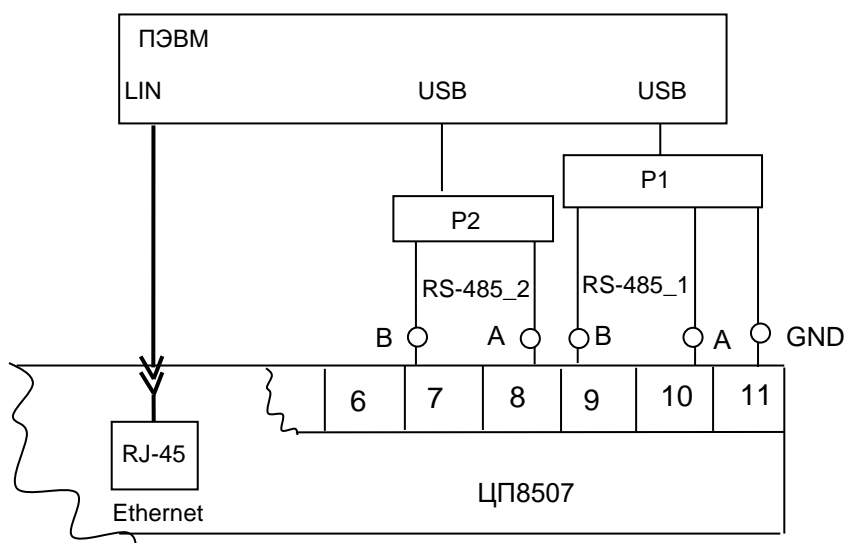 ПЭВМ
LIN USB USB
P1
P2
RS-485_2 RS-485_1
B A B A GND
6 7 8 9 10 11
RJ-45
ЦП8507
Ethernet